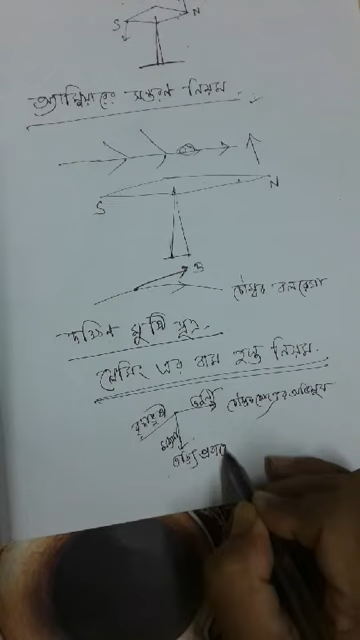 S N
অ্যাম্পিয়ারের সন্তরণ নিয়ম.
S N
B
চৌম্বক বলরেখা
দক্ষিণ মুষ্ঠি সূত্র.
ফ্লেমিং এর বাম হস্ত নিয়ম.
বৃদ্ধাঙ্গুলী তর্জনী চৌম্বকক্ষেত্রের অভিমুখ
মধ্যমা